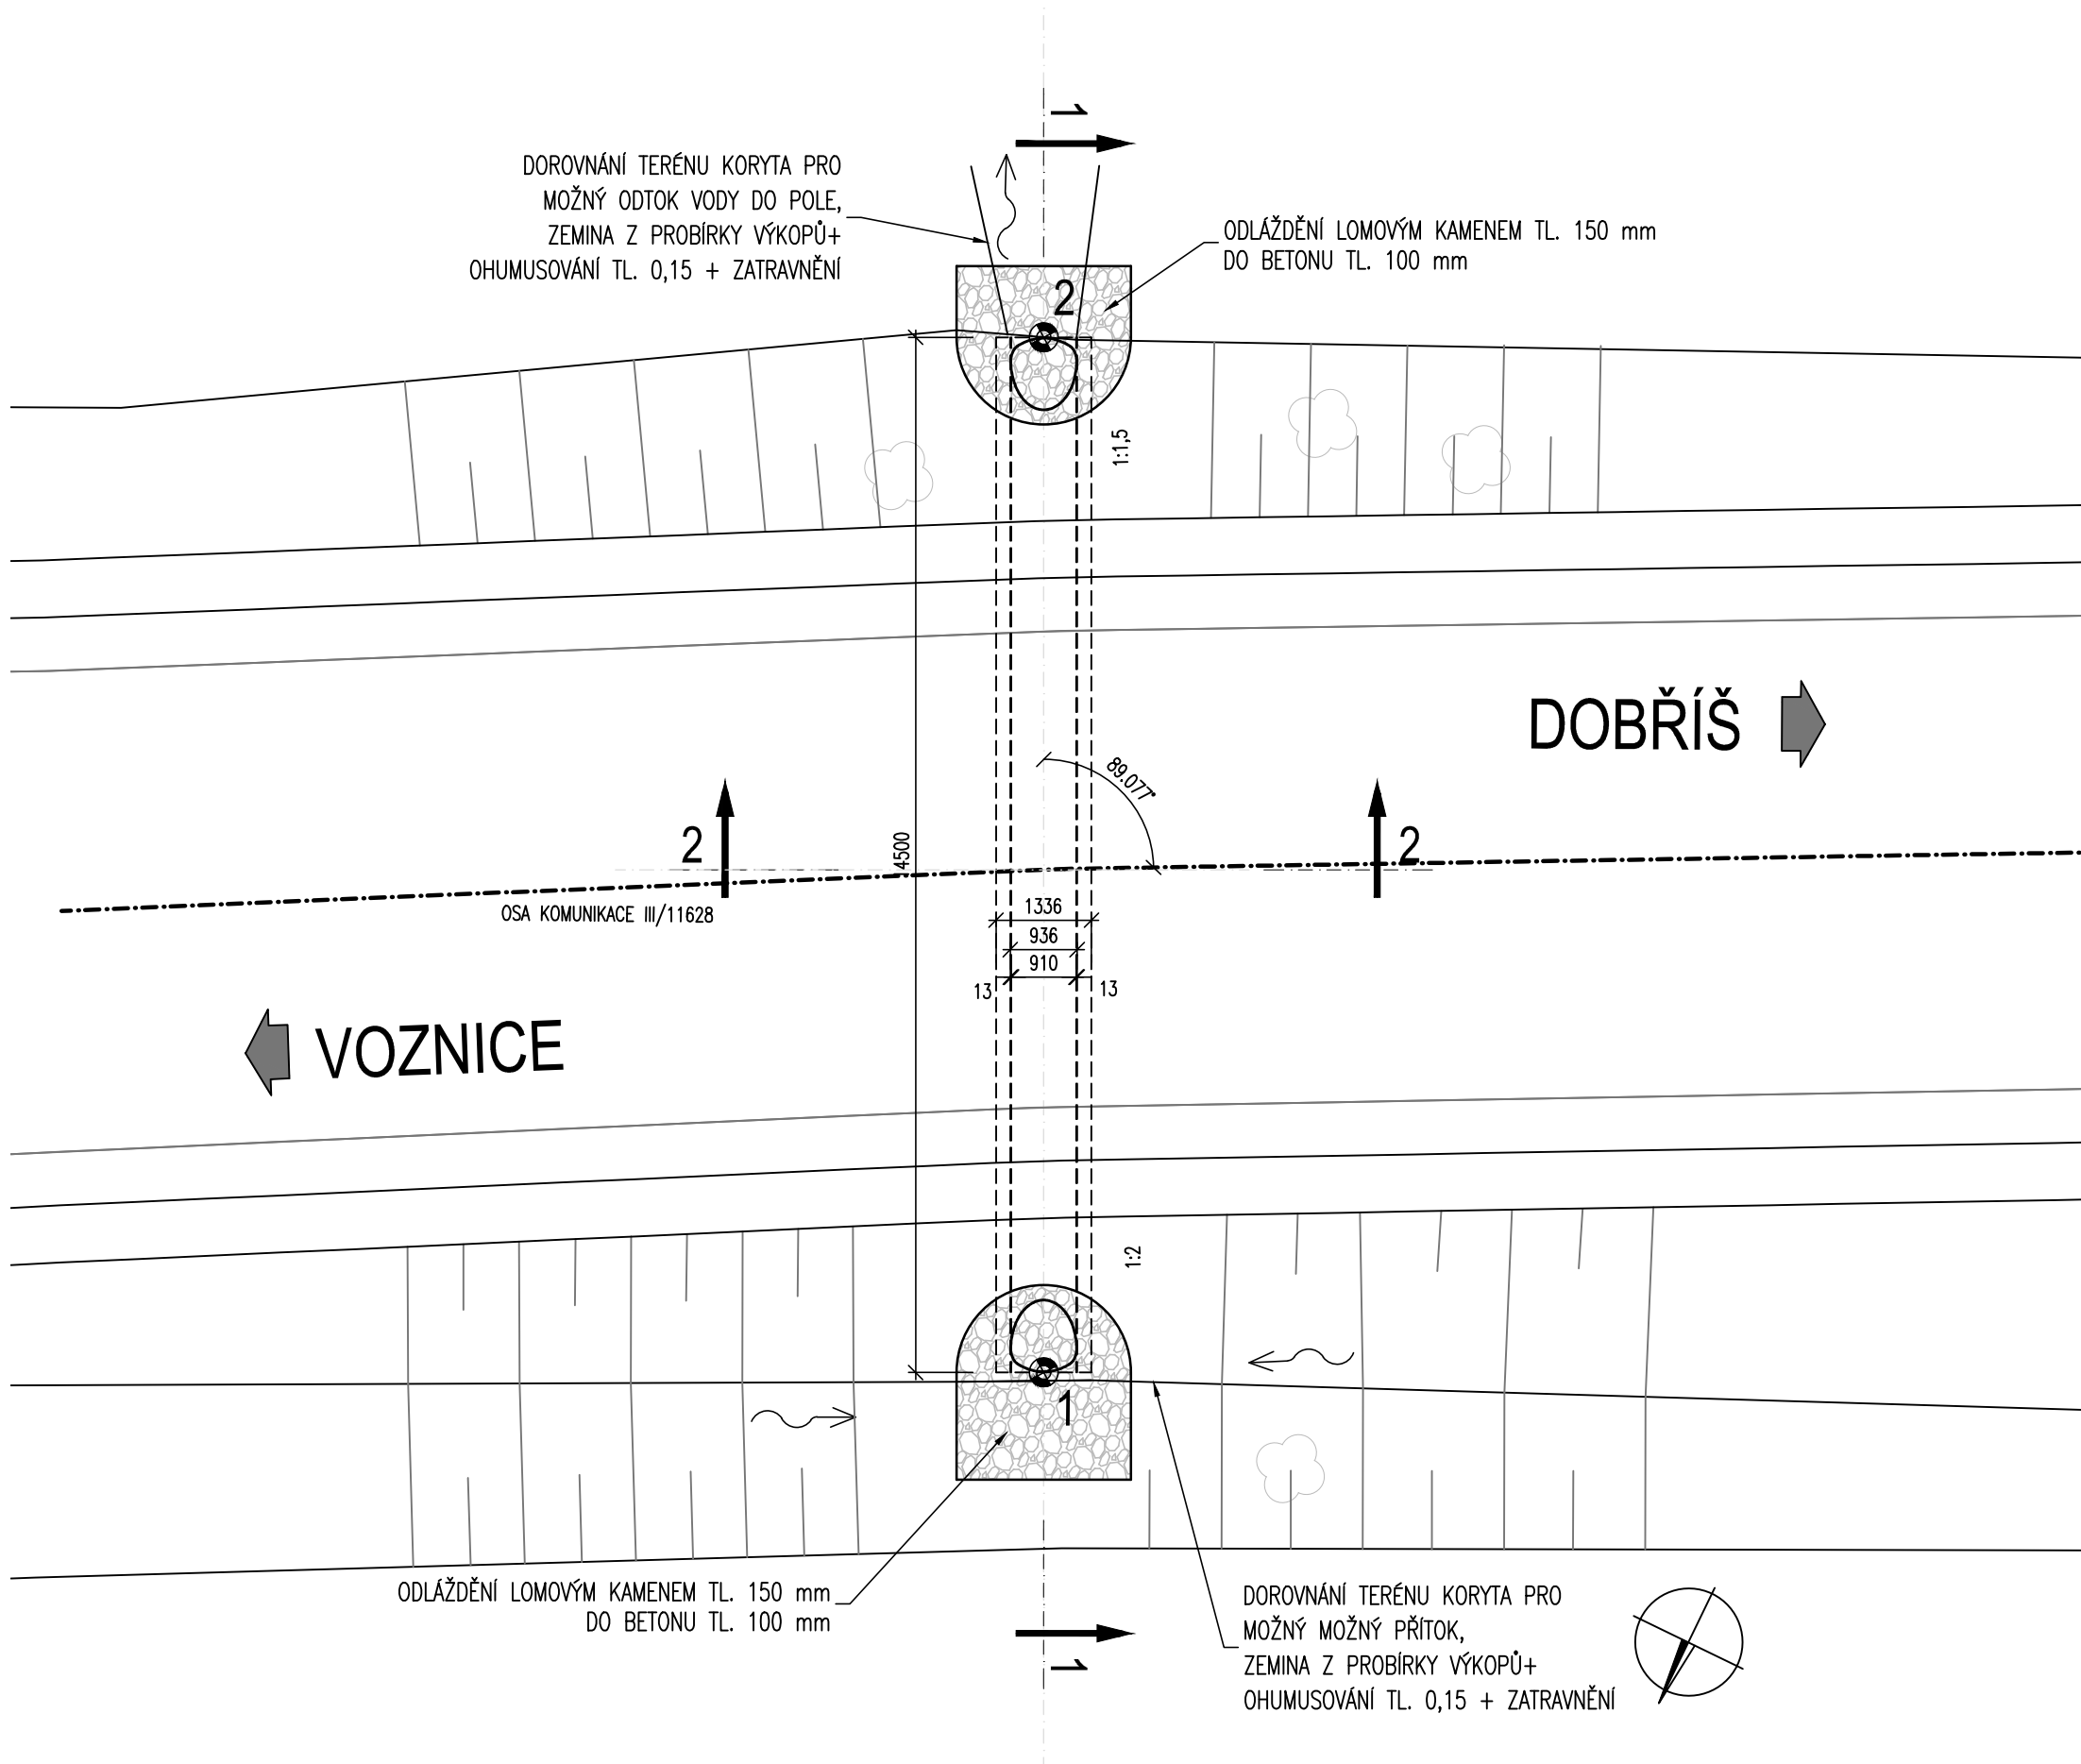 1
DOROVNÁNÍ TERÉNU KORYTA PRO
MOŽNÝ ODTOK VODY DO POLE,
ZEMINA Z PROBÍRKY VÝKOPŮ+
OHUMUSOVÁNÍ TL. 0,15 + ZATRAVNĚNÍ
ODLÁŽDĚNÍ LOMOVÝM KAMENEM TL. 150 mm
DO BETONU TL. 100 mm
2
1:1,5
DOBŘÍŠ
89.077°
2
2
14500
OSA KOMUNIKACE III/11628
1336
936
910
13
13
VOZNICE
1:2
1
ODLÁŽDĚNÍ LOMOVÝM KAMENEM TL. 150 mm
DO BETONU TL. 100 mm
DOROVNÁNÍ TERÉNU KORYTA PRO
MOŽNÝ MOŽNÝ PŘÍTOK,
ZEMINA Z PROBÍRKY VÝKOPŮ+
OHUMUSOVÁNÍ TL. 0,15 + ZATRAVNĚNÍ
1